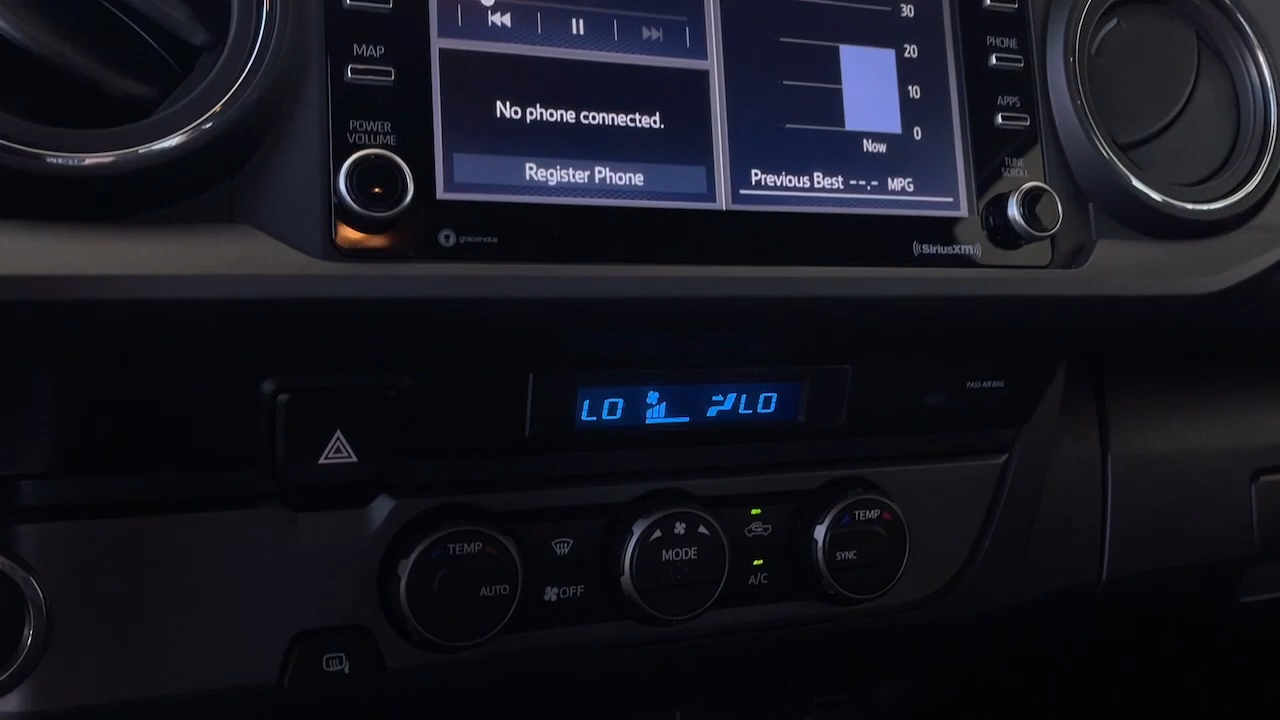 30
MAP
PHONE
20
No phone connected.
10
APPS
POWER
VOLUME
0
Now
Register Phone
Previous Best --.- MPG
TUNE
SCROLL
gracenote
SiriusXM
PASS AIR BAG
LO
LO
TEMP
AUTO
OFF
MODE
A/C
TEMP
SYNC